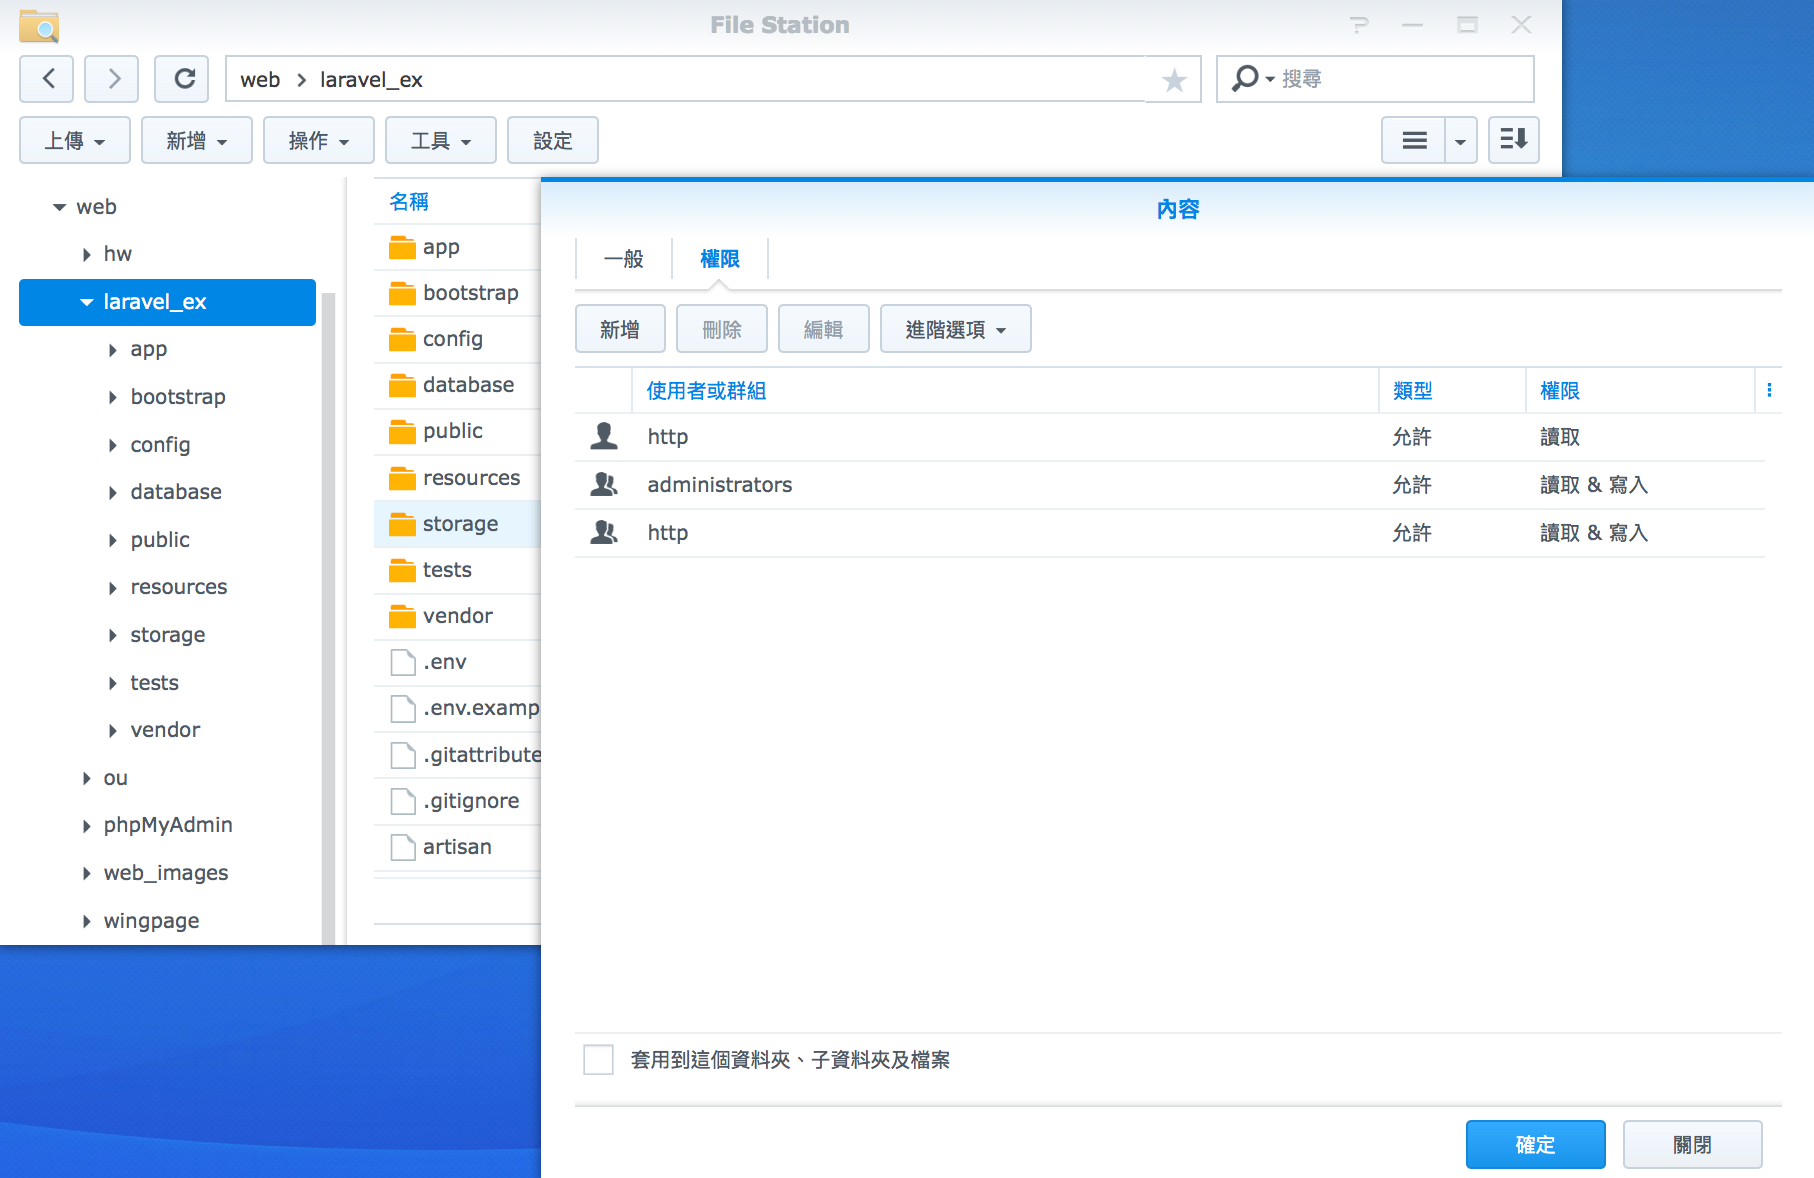 File Station
web > laravel_ex
搜尋
上傳 新增 操作 工具 設定
web
hw
laravel_ex
app
bootstrap
config
database
public
resources
storage
tests
vendor
ou
phpMyAdmin
web_images
wingpage
名稱
app
bootstrap
config
database
public
resources
storage
tests
vendor
.env
.env.examp
.gitattribute
.gitignore
artisan
內容
一般 權限
新增 刪除 編輯 進階選項
使用者或群組 類型 權限
http 允許 讀取
administrators 允許 讀取 & 寫入
http 允許 讀取 & 寫入
套用到這個資料夾、子資料夾及檔案
確定 關閉